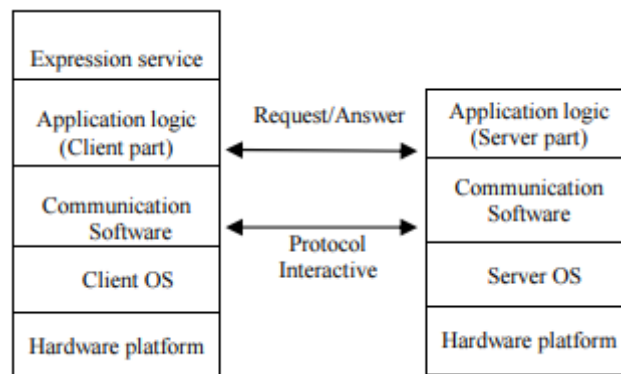 Expression service
Application logic
(Client part)
Communication
Software
Client OS
Hardware platform
Request/Answer
Protocol
Interactive
Application logic
(Server part)
Communication
Software
Server OS
Hardware platform